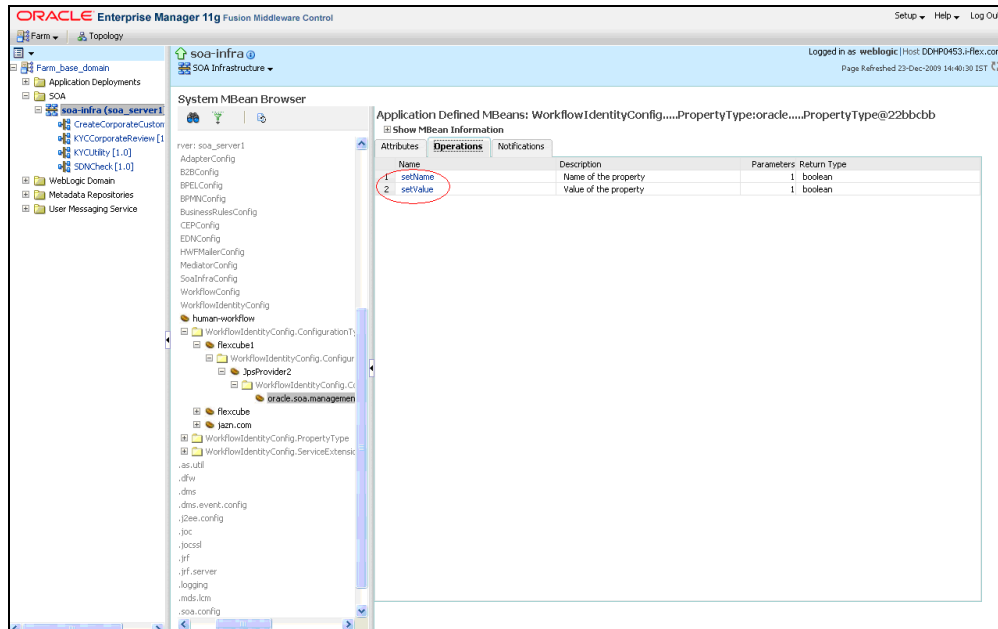 ORACLE Enterprise Manager 11g Fusion Middleware Control
Setup Help Log Out
Farm Topology
Farm_base_domain
Application Deployments
SOA
soa-infra (soa_server1
CreateCorporateCustom
KYCCorporateReview [1
KYCUtility [1.0]
SDNCheck [1.0]
WebLogic Domain
Metadata Repositories
User Messaging Service
soa-infra
SOA Infrastructure
Logged in as weblogic|Host DDHP0453.i-flex.com
Page Refreshed 23-Dec-2009 14:40:30 IST
System MBean Browser
rver: soa_server1
AdapterConfig
B2BConfig
BPELConfig
BPMNConfig
BusinessRulesConfig
CEPConfig
EDNConfig
HWFMailerConfig
MediatorConfig
SoaInfraConfig
WorkflowConfig
WorkflowIdentityConfig
human-workflow
WorkflowIdentityConfig.ConfigurationTy
flexcube1
WorkflowIdentityConfig.Configur
JpsProvider2
WorkflowIdentityConfig.Co
oracle.soa.managemen
flexcube
jazn.com
WorkflowIdentityConfig.PropertyType
WorkflowIdentityConfig.ServiceExtensio
.as.util
.dfw
.dms
.dms.event.config
.j2ee.config
.joc
.jocssl
.jrf
.jrf.server
.logging
.mds.lcm
.soa.config
Application Defined MBeans: WorkflowIdentityConfig.....PropertyType:oracle.....PropertyType@22bbcbb
Show MBean Information
Attributes Operations Notifications
Name Description Parameters Return Type
1 setName Name of the property 1 boolean
2 setValue Value of the property 1 boolean